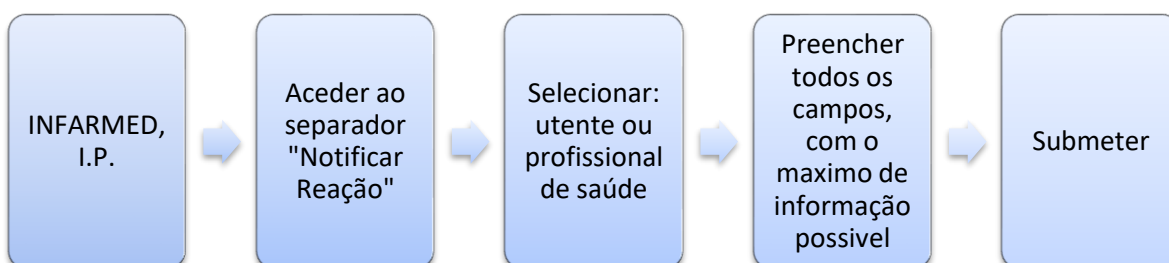 INFARMED,
I.P.
Aceder ao
separador
"Notificar
Reação"
Selecionar:
utente ou
profissional
de saúde
Preencher
todos os
campos,
com o
maximo de
informação
possivel
Submeter